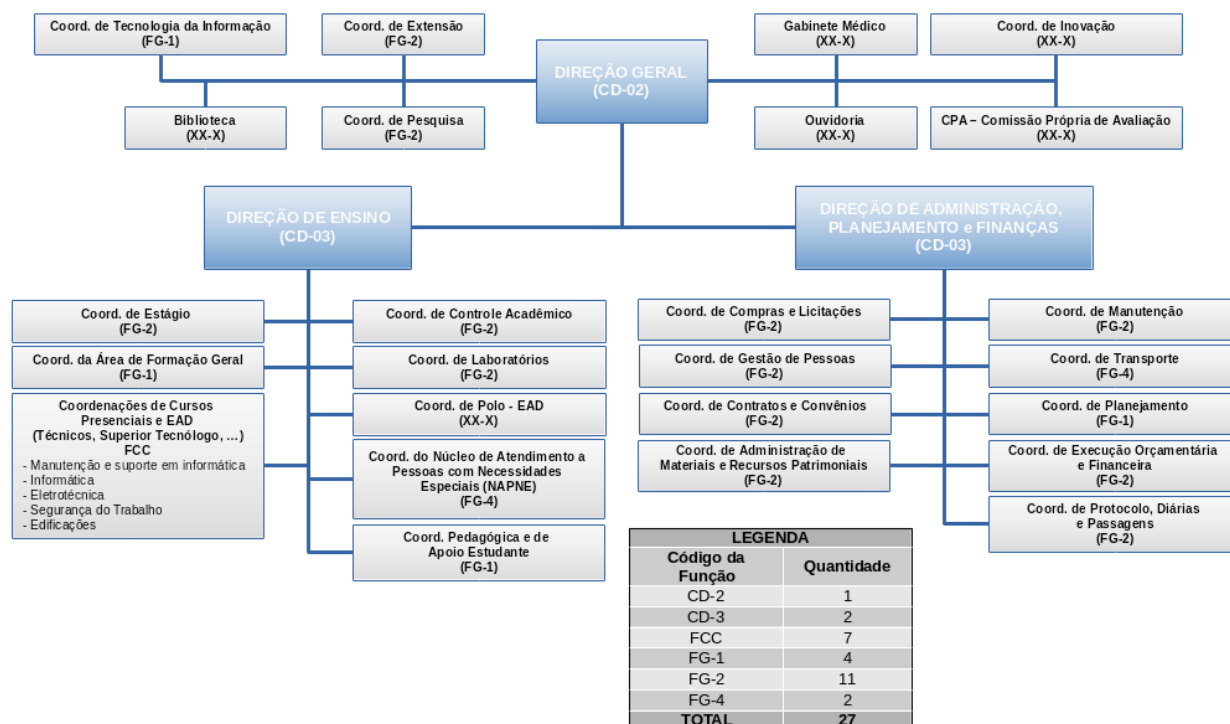 Coord. de Tecnologia da Informação
(FG-1)
Coord. de Extensão
(FG-2)
Gabinete Médico
(XX-X)
Coord. de Inovação
(XX-X)
DIREÇÃO GERAL
(CD-02)
Biblioteca
(XX-X)
Coord. de Pesquisa
(FG-2)
Ouvidoria
(XX-X)
CPA – Comissão Própria de Avaliação
(XX-X)
DIREÇÃO DE ENSINO
(CD-03)
DIREÇÃO DE ADMINISTRAÇÃO,
PLANEJAMENTO e FINANÇAS
(CD-03)
Coord. de Estágio
(FG-2)
Coord. de Controle Acadêmico
(FG-2)
Coord. da Área de Formação Geral
(FG-1)
Coord. de Laboratórios
(FG-2)
Coordenações de Cursos
Presenciais e EAD
(Técnicos, Superior Tecnólogo, ...)
FCC
- Manutenção e suporte em informática
- Informática
- Eletrotécnica
- Segurança do Trabalho
- Edificações
Coord. de Polo - EAD
(XX-X)
Coord. do Núcleo de Atendimento a
Pessoas com Necessidades
Especiais (NAPNE)
(FG-4)
Coord. Pedagógica e de
Apoio Estudante
(FG-1)
Coord. de Compras e Licitações
(FG-2)
Coord. de Manutenção
(FG-2)
Coord. de Gestão de Pessoas
(FG-2)
Coord. de Transporte
(FG-4)
Coord. de Contratos e Convênios
(FG-2)
Coord. de Planejamento
(FG-1)
Coord. de Administração de
Materiais e Recursos Patrimoniais
(FG-2)
Coord. de Execução Orçamentária
e Financeira
(FG-2)
Coord. de Protocolo, Diárias
e Passagens
(FG-2)
LEGENDA
Código da
Função
Quantidade
CD-2 1
CD-3 2
FCC 7
FG-1 4
FG-2 11
FG-4 2
TOTAL 27